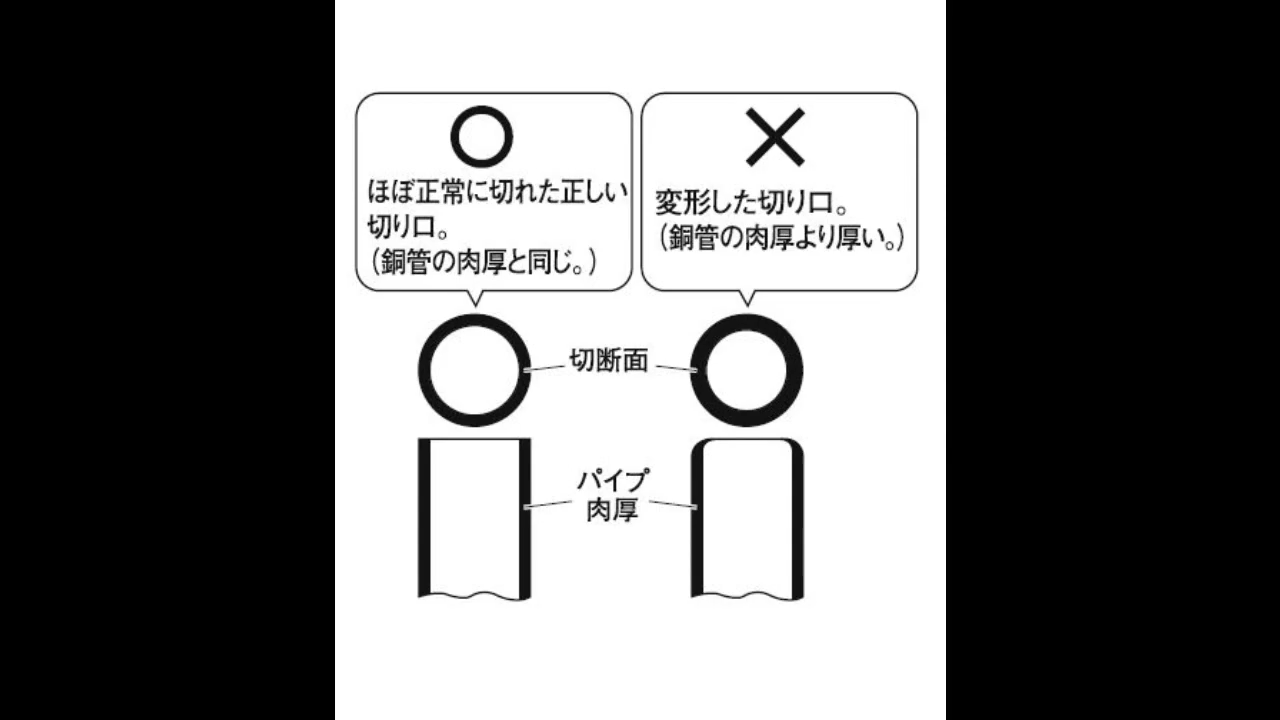 ほぼ正常に切れた正しい
切り口。
(銅管の肉厚と同じ。)
変形した切り口。
(銅管の肉厚より厚い。)
切断面
パイプ
肉厚